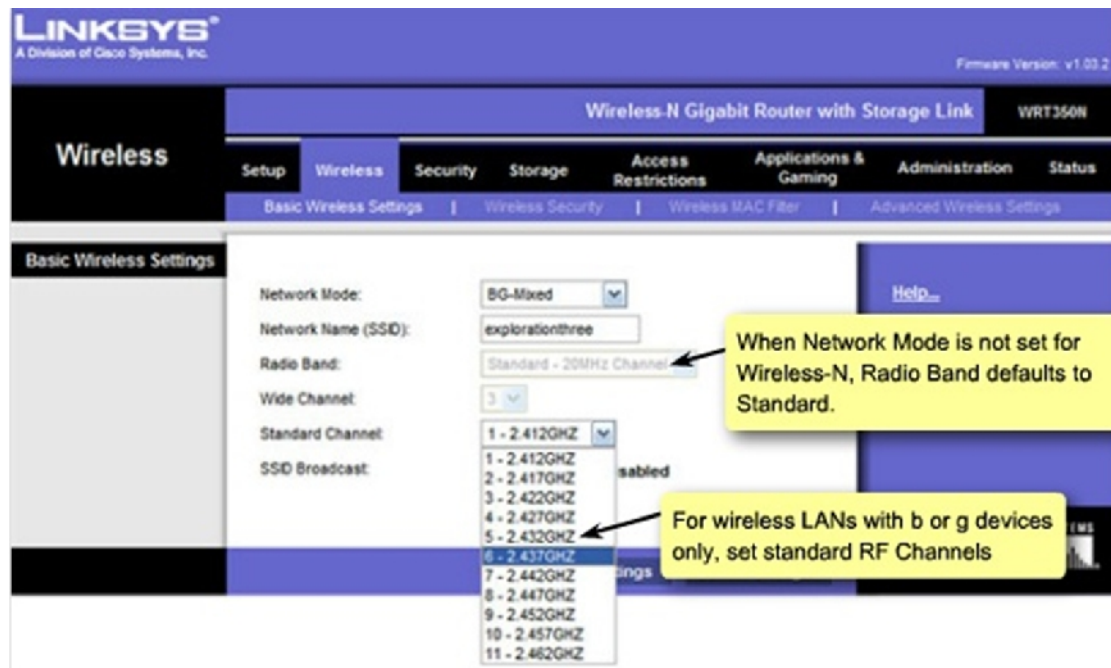 LINKSYS®
A Division of Cisco Systems, Inc.
Firmware Version: v1.03.2
Wireless-N Gigabit Router with Storage Link
WRT350N
Wireless
Setup
Wireless
Security
Storage
Access Restrictions
Applications & Gaming
Administration
Status
Basic Wireless Settings | Wireless Security | Wireless MAC Filter | Advanced Wireless Settings
Basic Wireless Settings
Network Mode: BG-Mixed
Help...
Network Name (SSID): explorationthree
Radio Band: Standard - 20MHz Channel
When Network Mode is not set for
Wireless-N, Radio Band defaults to
Standard.
Wide Channel: 3
Standard Channel: 1 - 2.412GHZ
SSID Broadcast: sabled
1 - 2.412GHZ
2 - 2.417GHZ
3 - 2.422GHZ
4 - 2.427GHZ
5 - 2.432GHZ
6 - 2.437GHZ
7 - 2.442GHZ
8 - 2.447GHZ
9 - 2.452GHZ
10 - 2.457GHZ
11 - 2.462GHZ
For wireless LANs with b or g devices
only, set standard RF Channels
tings